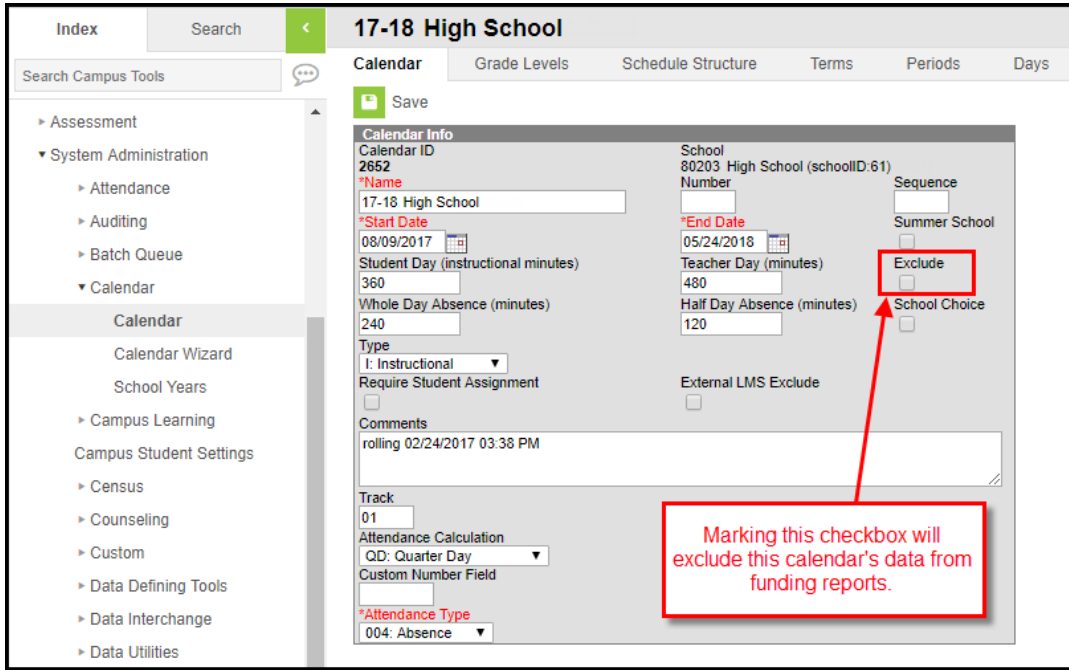 Index Search
Search Campus Tools
Assessment
System Administration
Attendance
Auditing
Batch Queue
Calendar
Calendar
Calendar Wizard
School Years
Campus Learning
Campus Student Settings
Census
Counseling
Custom
Data Defining Tools
Data Interchange
Data Utilities
17-18 High School
Calendar Grade Levels Schedule Structure Terms Periods Days
Save
Calendar Info
Calendar ID School
2652 80203 High School (schoolID:61)
*Name Number Sequence
17-18 High School
*Start Date *End Date Summer School
08/09/2017 05/24/2018
Student Day (instructional minutes) Teacher Day (minutes) Exclude
360 480
Whole Day Absence (minutes) Half Day Absence (minutes) School Choice
240 120
Type
I: Instructional
Require Student Assignment External LMS Exclude
Comments
rolling 02/24/2017 03:38 PM
Track
01
Attendance Calculation
QD: Quarter Day
Custom Number Field
*Attendance Type
004: Absence
Marking this checkbox will
exclude this calendar's data from
funding reports.